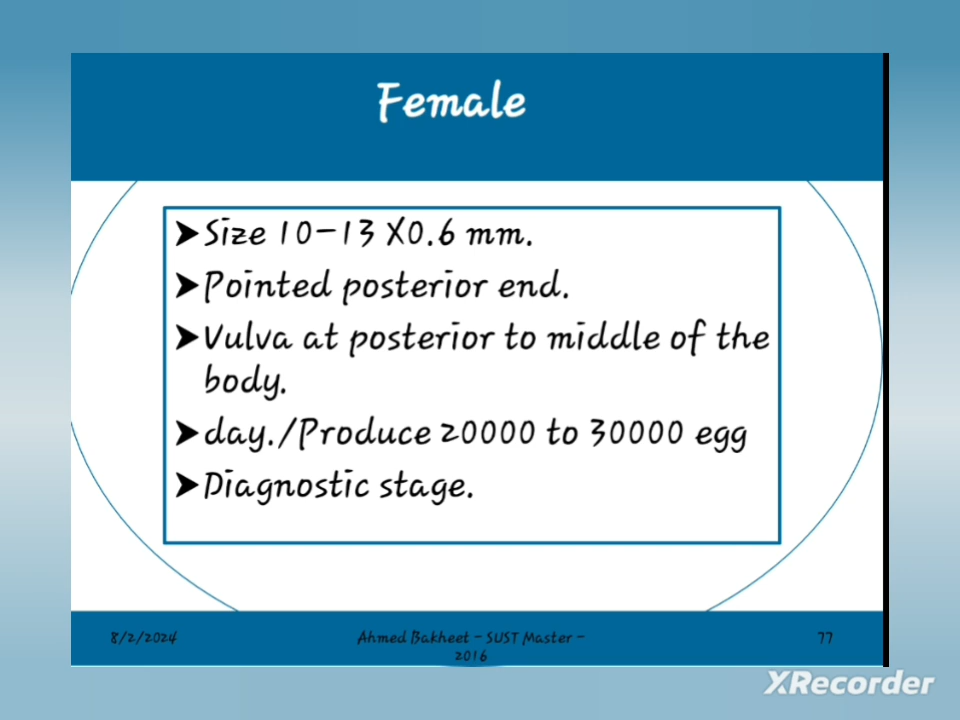 Female
➤Size 10-13 X0.6 mm.
➤Pointed posterior end.
➤Vulva at posterior to middle of the
body.
➤day./Produce 20000 to 30000 egg
➤Diagnostic stage.
8/2/2024
Ahmed Bakheet - SUST Master -
2016
77
XRecorder